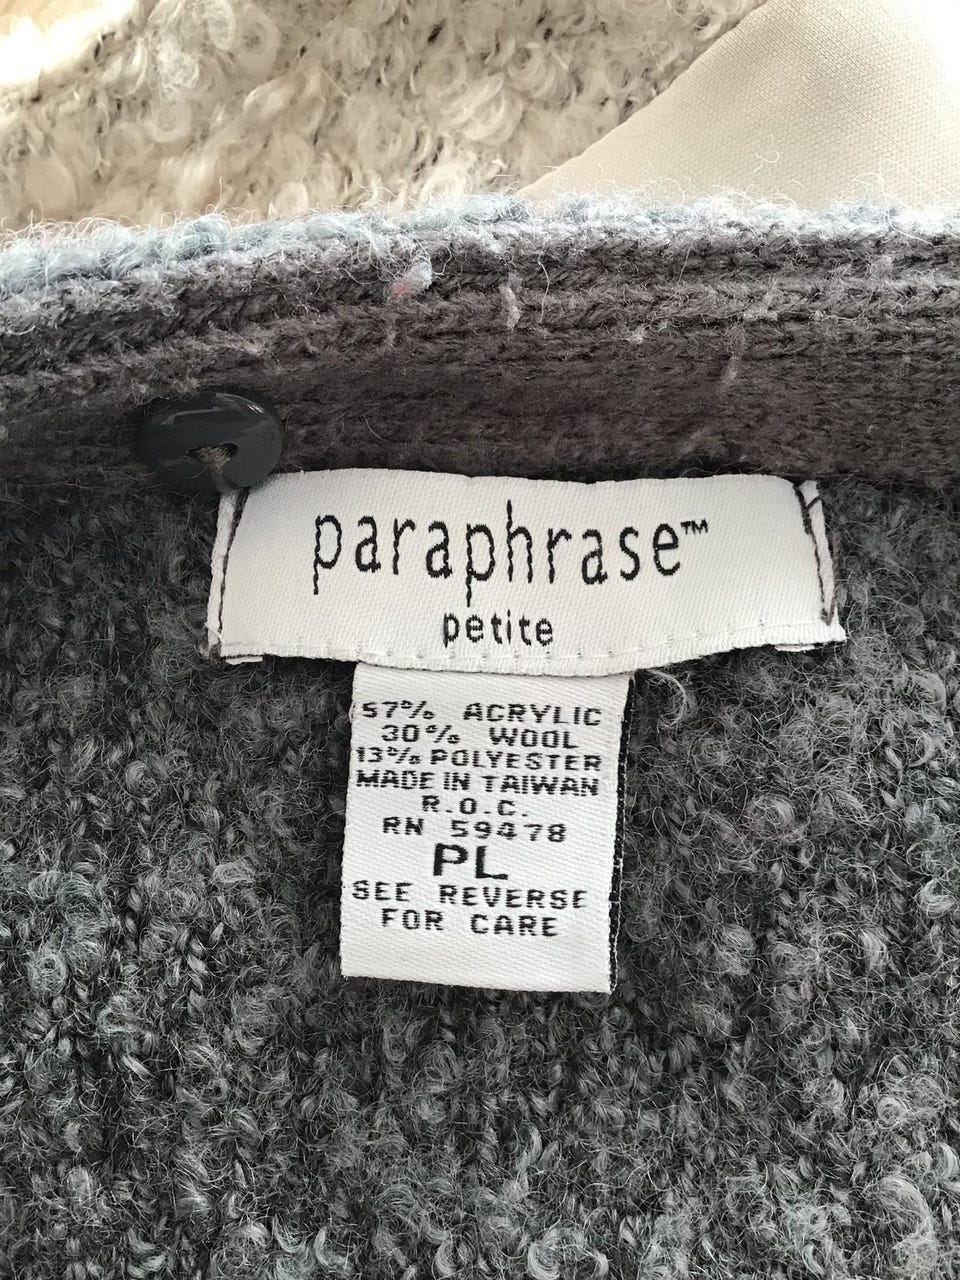 paraphrase™
petite
57% ACRYLIC
30% WOOL
13% POLYESTER
MADE IN TAIWAN
R.O.C.
RN 59478
PL
SEE REVERSE
FOR CARE